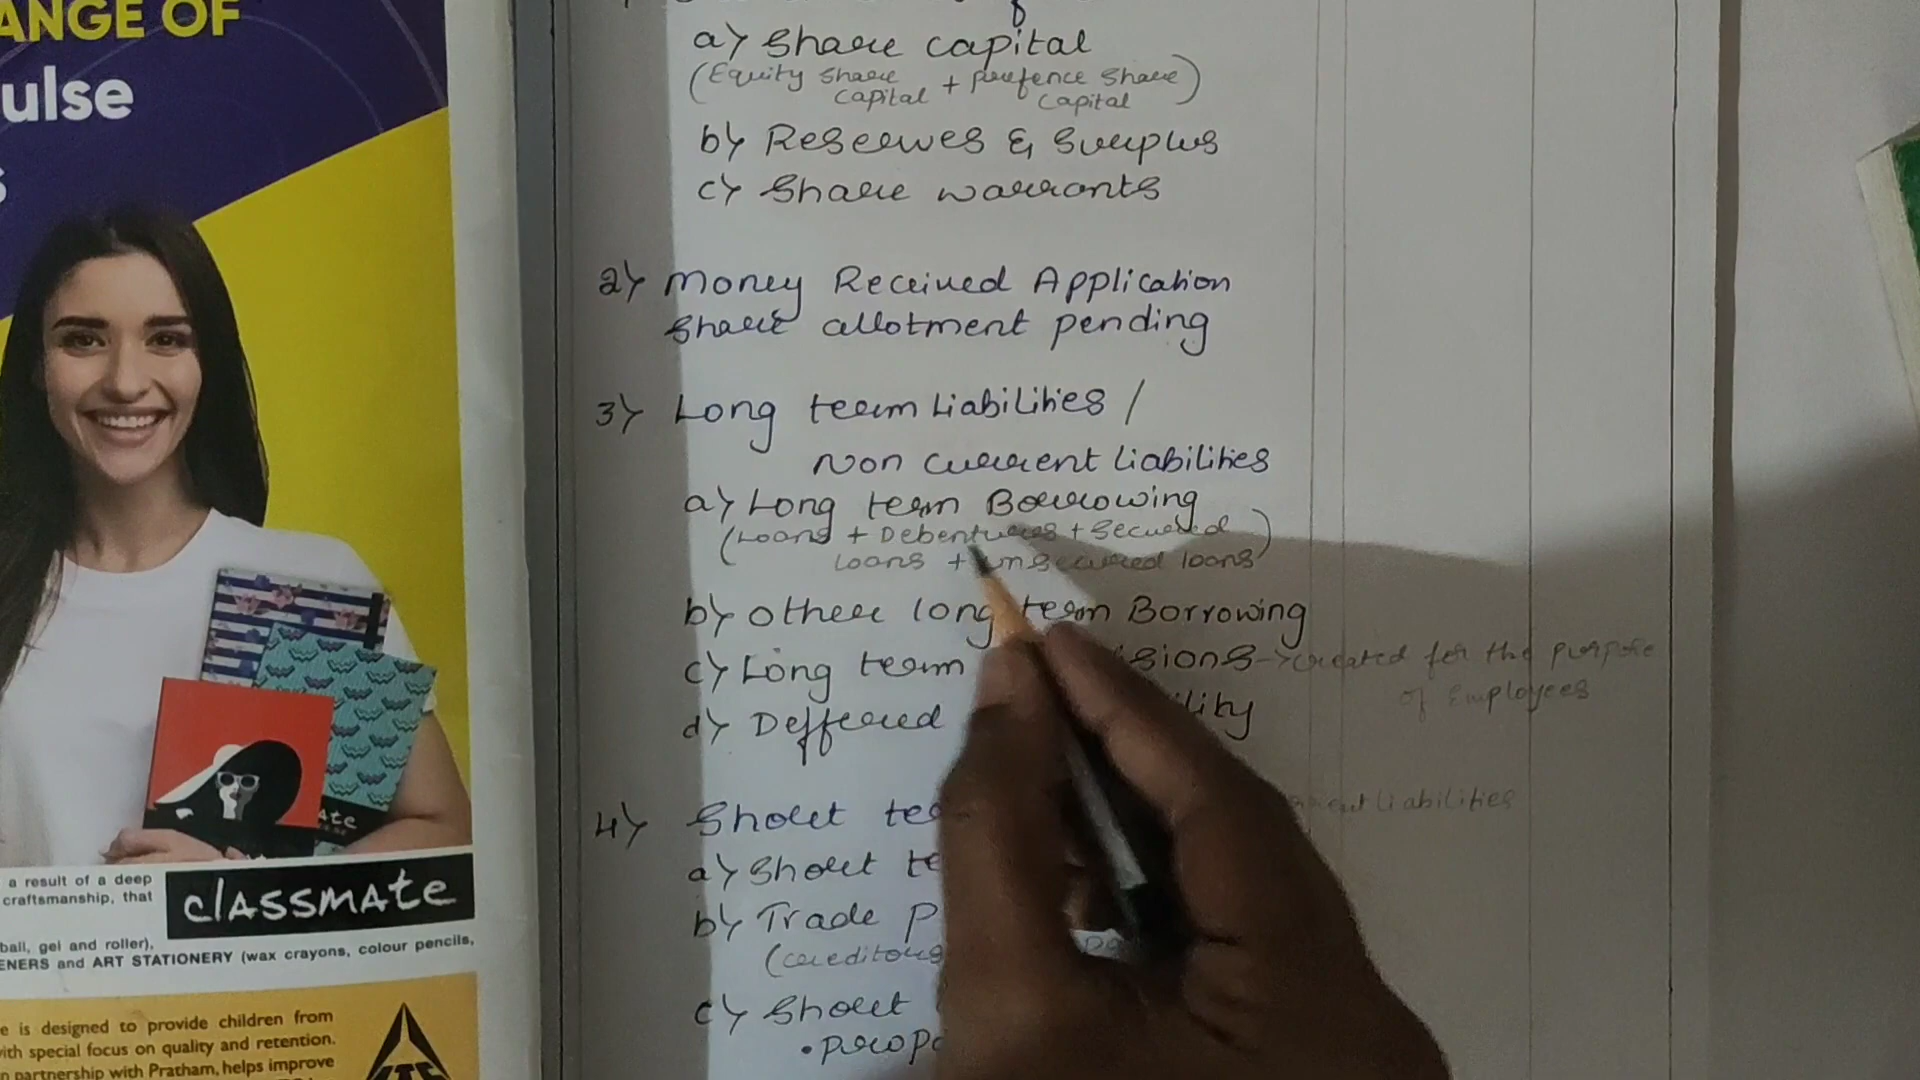 ANGE OF
ulse
s
a result of a deep
craftsmanship, that
classmate
ball, gel and roller),
ENERS and ART STATIONERY (wax crayons, colour pencils,
e is designed to provide children from
with special focus on quality and retention.
n partnership with Pratham, helps improve
a) Share capital
(Equity share capital + prefence share capital)
b) Reserves & Surplus
c) Share warrants
2) Money Received Application
share allotment pending
3) Long term Liabilities /
Non current liabilities
a) Long term Borrowing
(Loans + Debentures + Secured
loans + unsecured loans)
b) other long term Borrowing
c) Long term isions → created for the purpose
of Employees
d) Deffered lity
4) Short te liabilities
a) Short te
b) Trade p
(creditors
c) Short
• propo